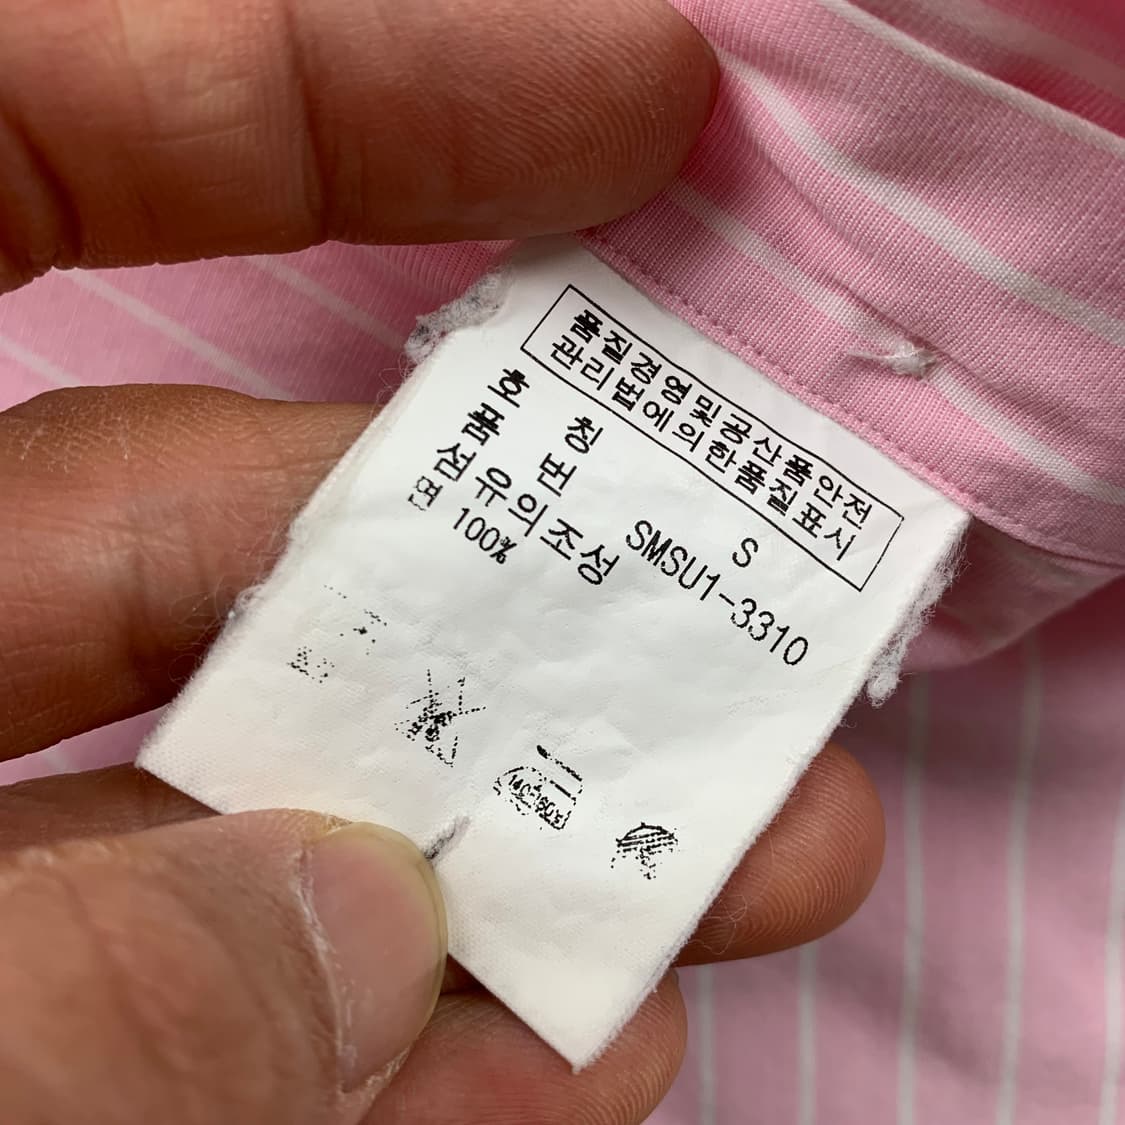 품질경영및공산품안전
관리법에의한품질표시
호 칭 S
품 번 SMSU1-3310
섬유의조성
면 100%